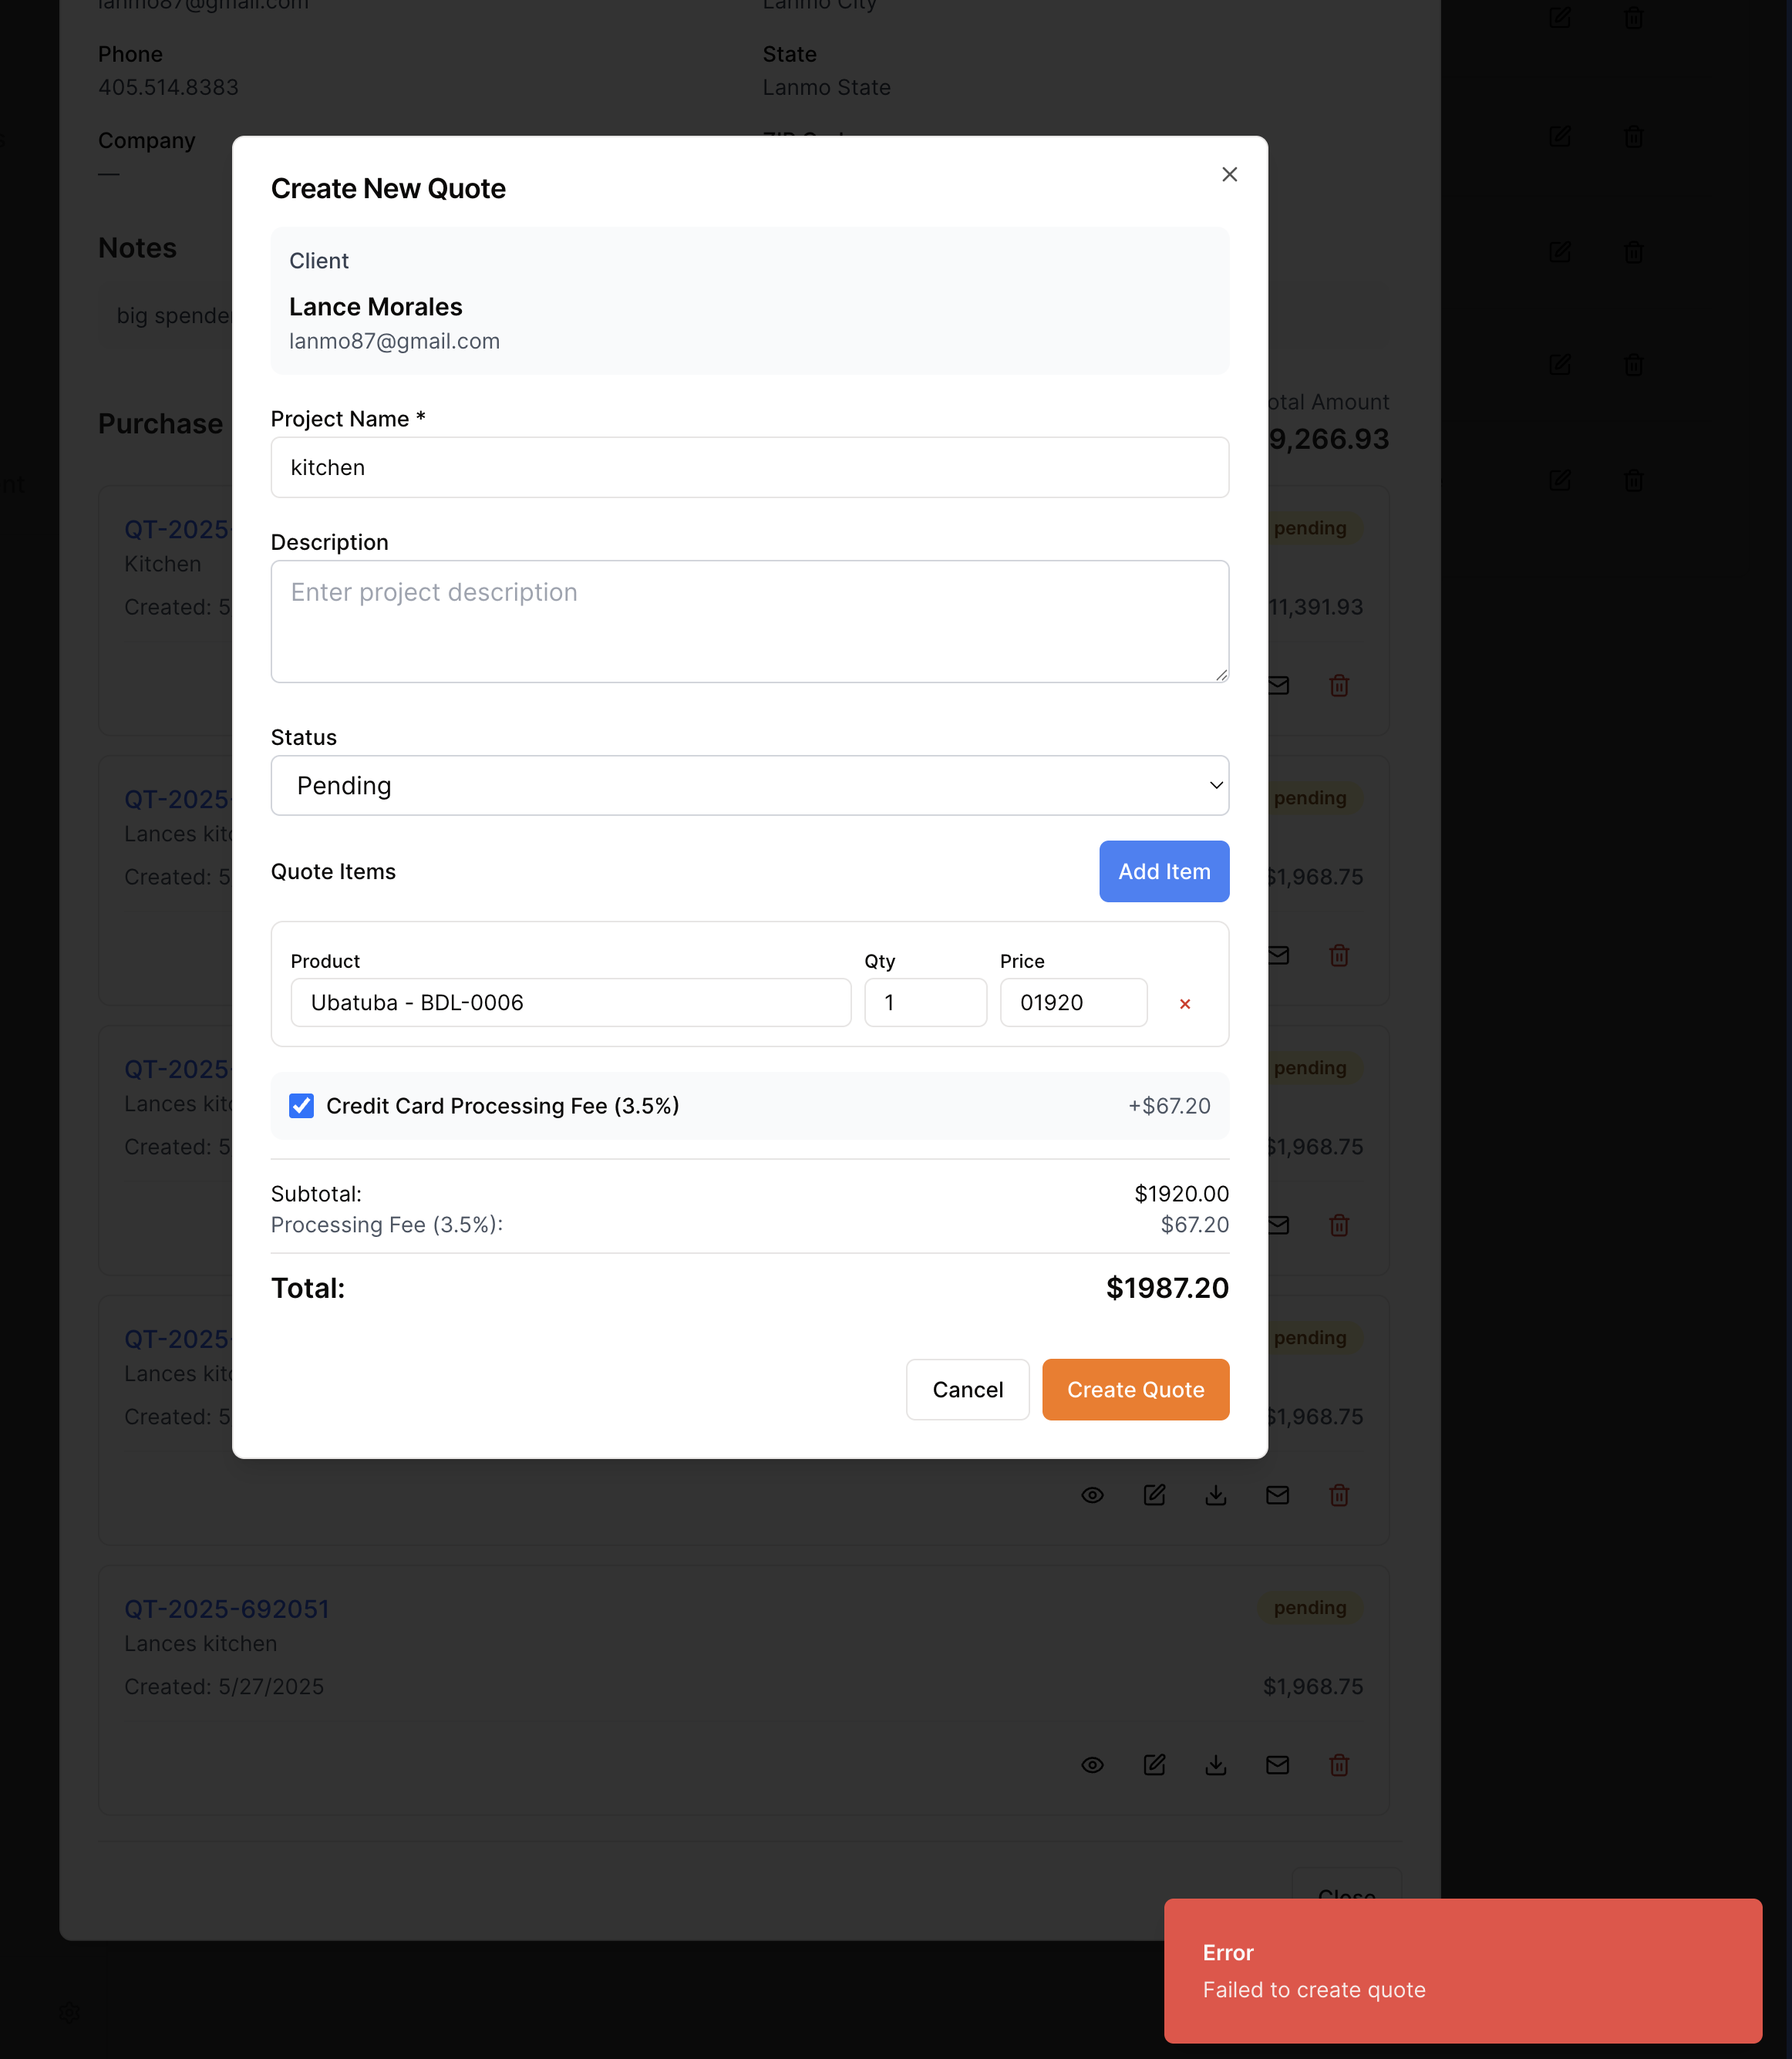 lanmo87@gmail.com
Lanmo City
Phone
State
405.514.8383
Lanmo State
Company
—
Create New Quote
Client
Lance Morales
lanmo87@gmail.com
Notes
big spende
Project Name *
kitchen
Purchase
otal Amount
9,266.93
nt
Description
Enter project description
QT-2025-
Kitchen
Created: 5
pending
11,391.93
Status
Pending
Quote Items
Add Item
QT-2025-
Lances kitc
Created: 5
pending
$1,968.75
Product
Qty
Price
Ubatuba - BDL-0006
1
01920
×
QT-2025-
Lances kitc
Created: 5
pending
$1,968.75
Credit Card Processing Fee (3.5%)
+$67.20
Subtotal:
$1920.00
Processing Fee (3.5%):
$67.20
Total:
$1987.20
Cancel
Create Quote
QT-2025-
Lances kitc
Created: 5
pending
$1,968.75
QT-2025-692051
pending
Lances kitchen
Created: 5/27/2025
$1,968.75
Close
Error
Failed to create quote